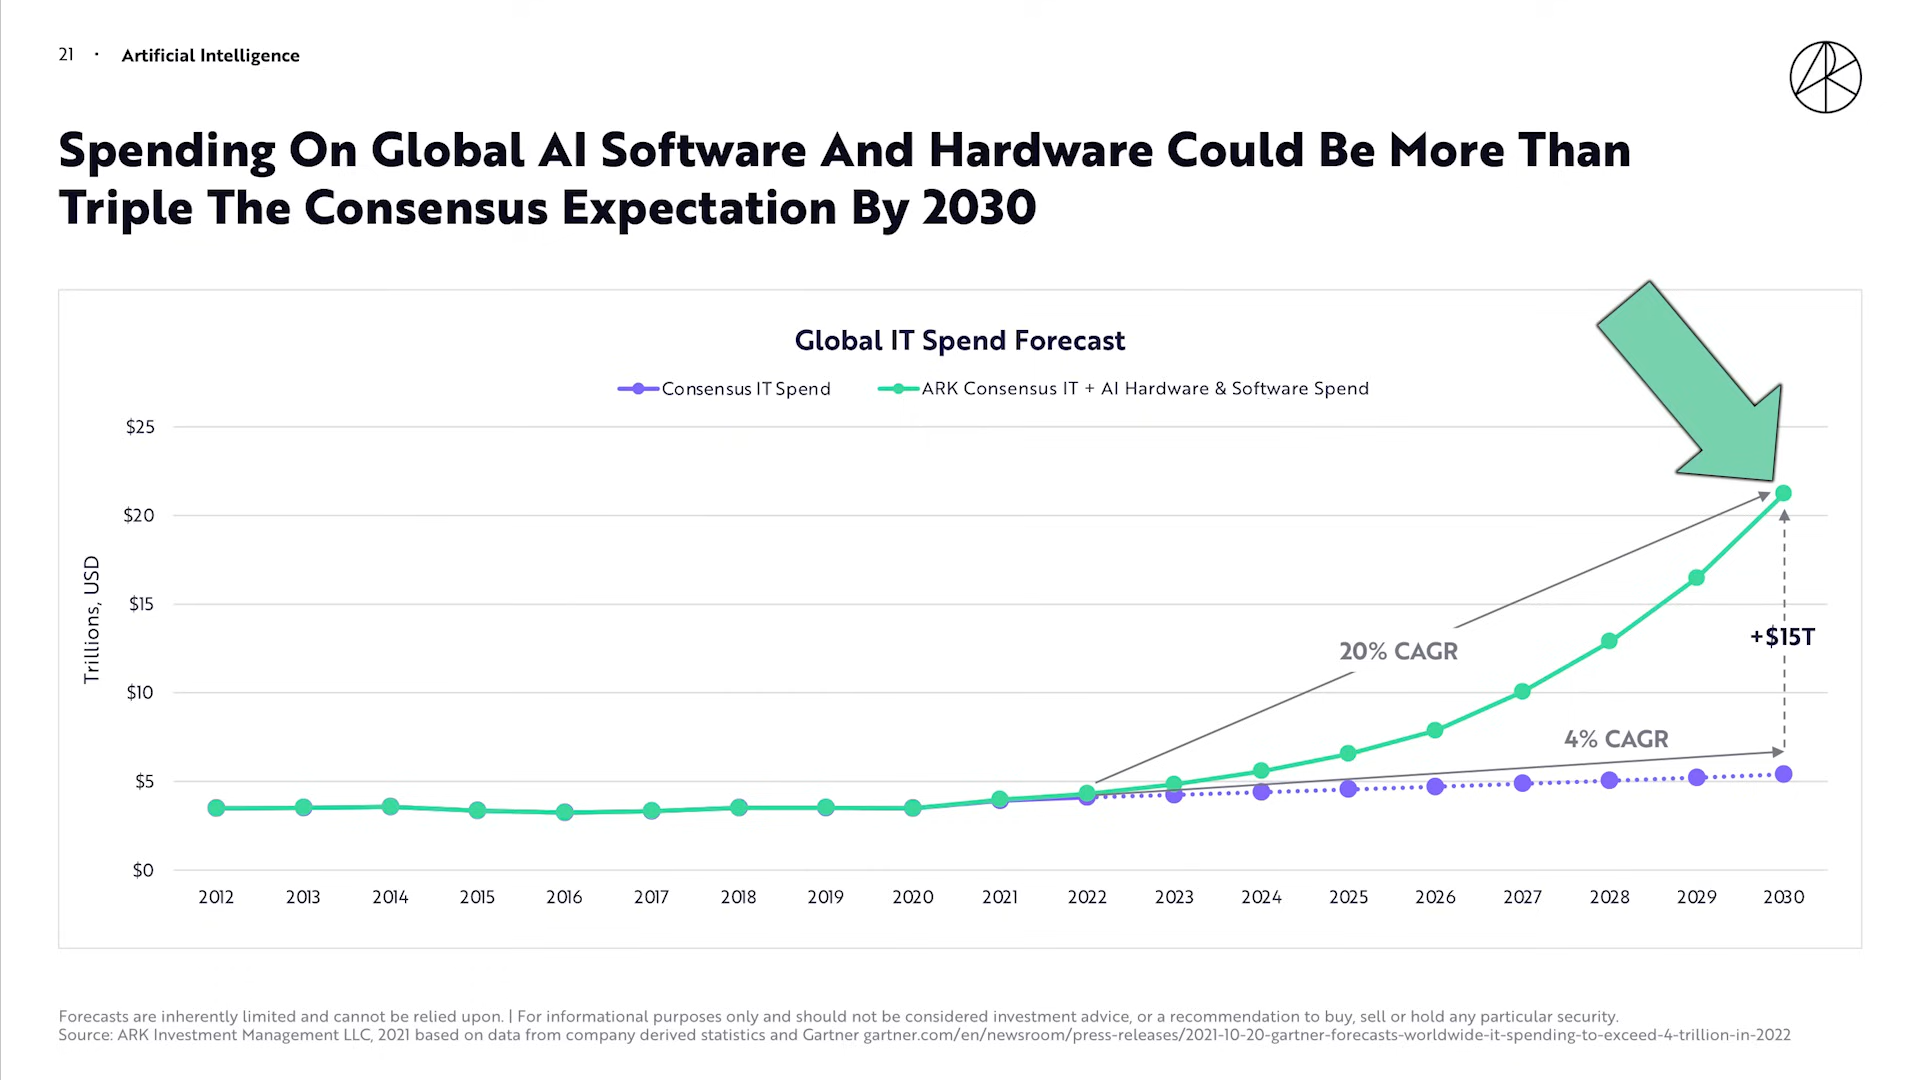 21 · Artificial Intelligence
Spending On Global AI Software And Hardware Could Be More Than
Triple The Consensus Expectation By 2030
Global IT Spend Forecast
Consensus IT Spend
ARK Consensus IT + AI Hardware & Software Spend
Trillions, USD
$25
$20
$15
$10
$5
$0
20% CAGR
+$15T
4% CAGR
2012 2013 2014 2015 2016 2017 2018 2019 2020 2021 2022 2023 2024 2025 2026 2027 2028 2029 2030
Forecasts are inherently limited and cannot be relied upon. | For informational purposes only and should not be considered investment advice, or a recommendation to buy, sell or hold any particular security.
Source: ARK Investment Management LLC, 2021 based on data from company derived statistics and Gartner gartner.com/en/newsroom/press-releases/2021-10-20-gartner-forecasts-worldwide-it-spending-to-exceed-4-trillion-in-2022